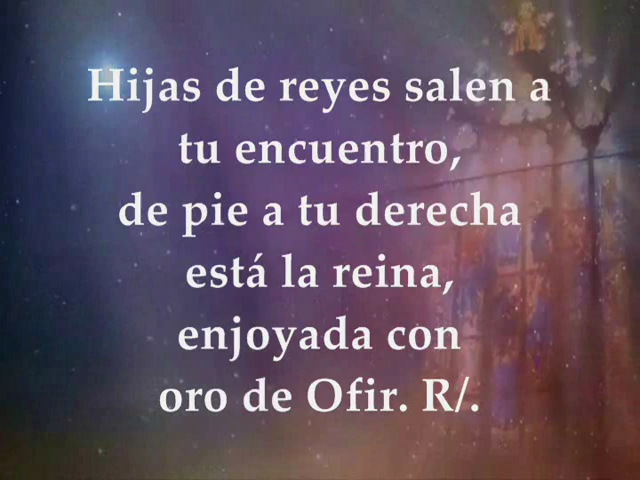 Hijas de reyes salen a
tu encuentro,
de pie a tu derecha
está la reina,
enjoyada con
oro de Ofir. R/.